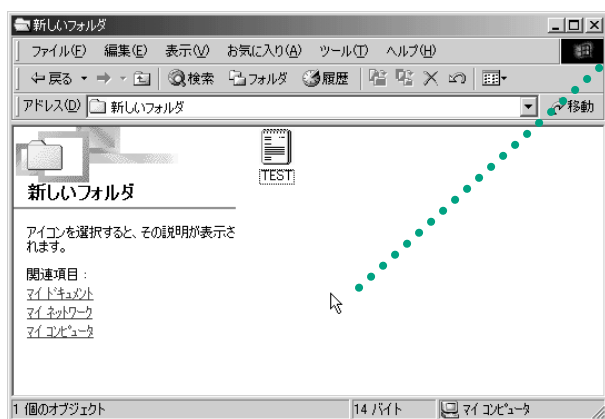 新しいフォルダ
ファイル(F) 編集(E) 表示(V) お気に入り(A) ツール(T) ヘルプ(H)
戻る 検索 フォルダ 履歴
アドレス(D) 新しいフォルダ 移動
TEST
新しいフォルダ
アイコンを選択すると、その説明が表示さ
れます。
関連項目:
マイ ドキュメント
マイ ネットワーク
マイ コンピュータ
1 個のオブジェクト 14 バイト マイ コンピュータ